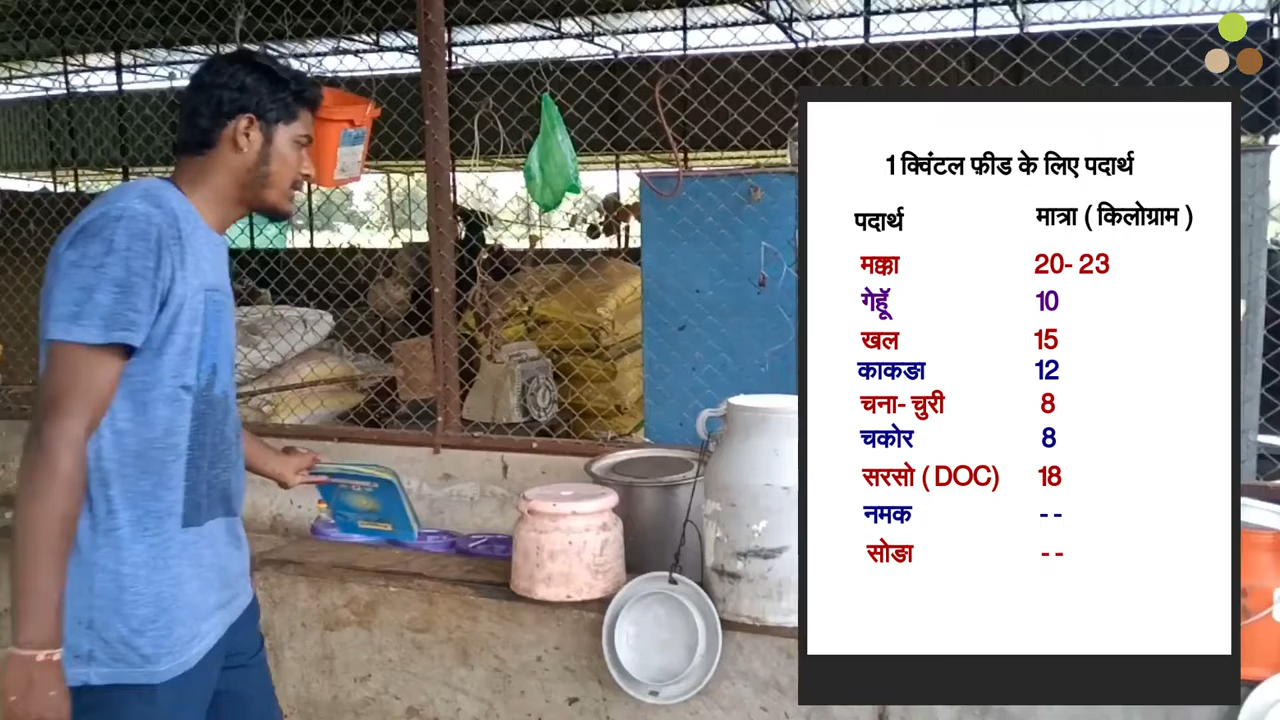 1 क्विंटल फ़ीड के लिए पदार्थ
पदार्थ मात्रा ( किलोग्राम )
मक्का 20- 23
गेहूॅ 10
खल 15
काकङा 12
चना- चुरी 8
चकोर 8
सरसो ( DOC) 18
नमक --
सोङा --